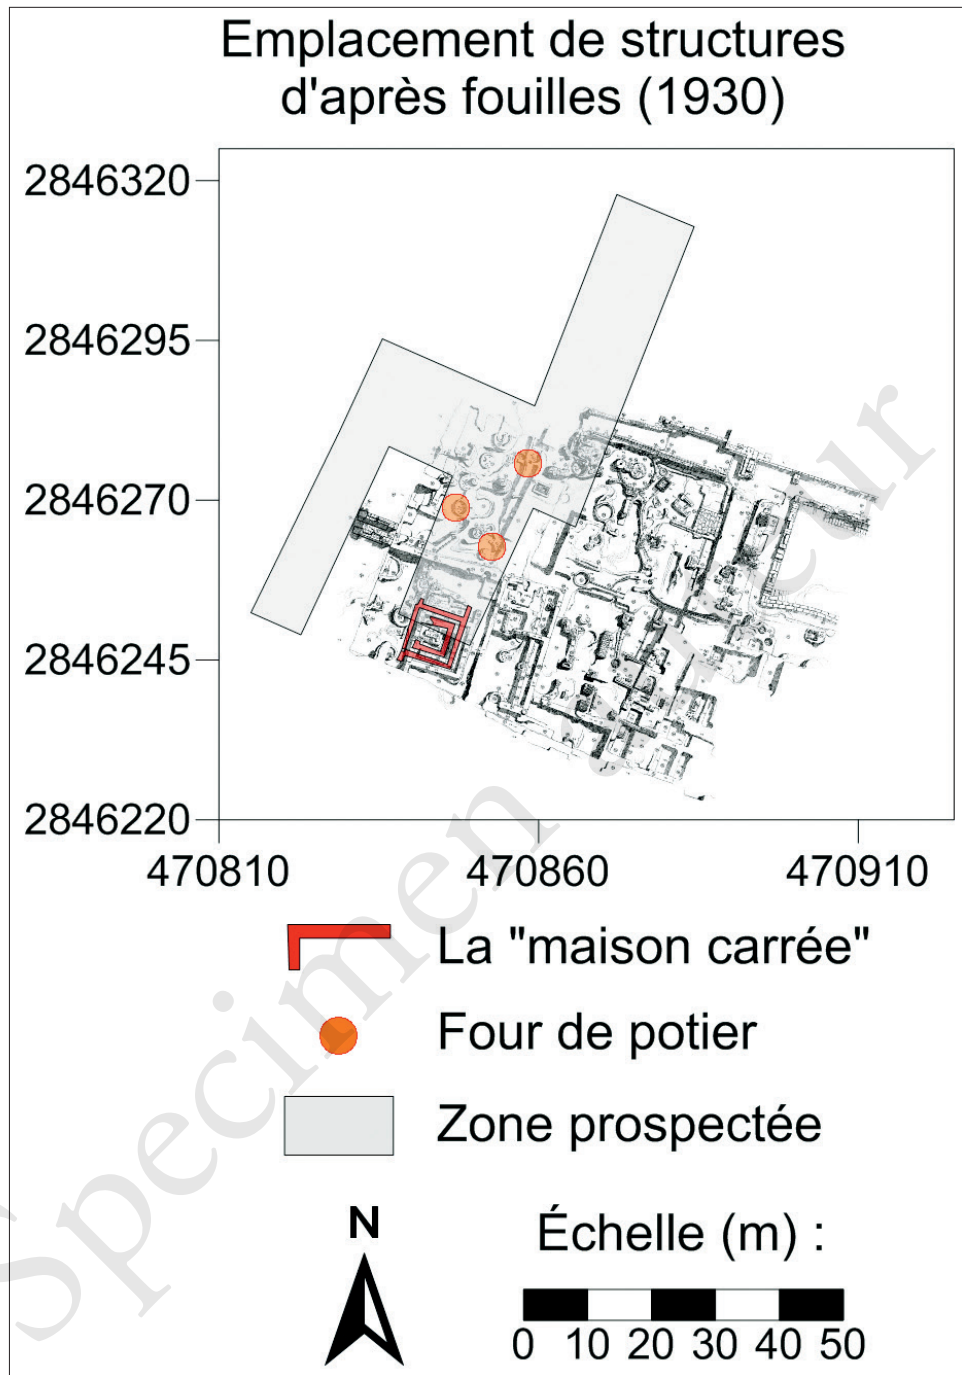 Emplacement de structures
d'après fouilles (1930)
2846320
2846295
2846270
2846245
2846220
470810 470860 470910
La "maison carrée"
Four de potier
Zone prospectée
N
Échelle (m) :
0 10 20 30 40 50
Specimen auteur